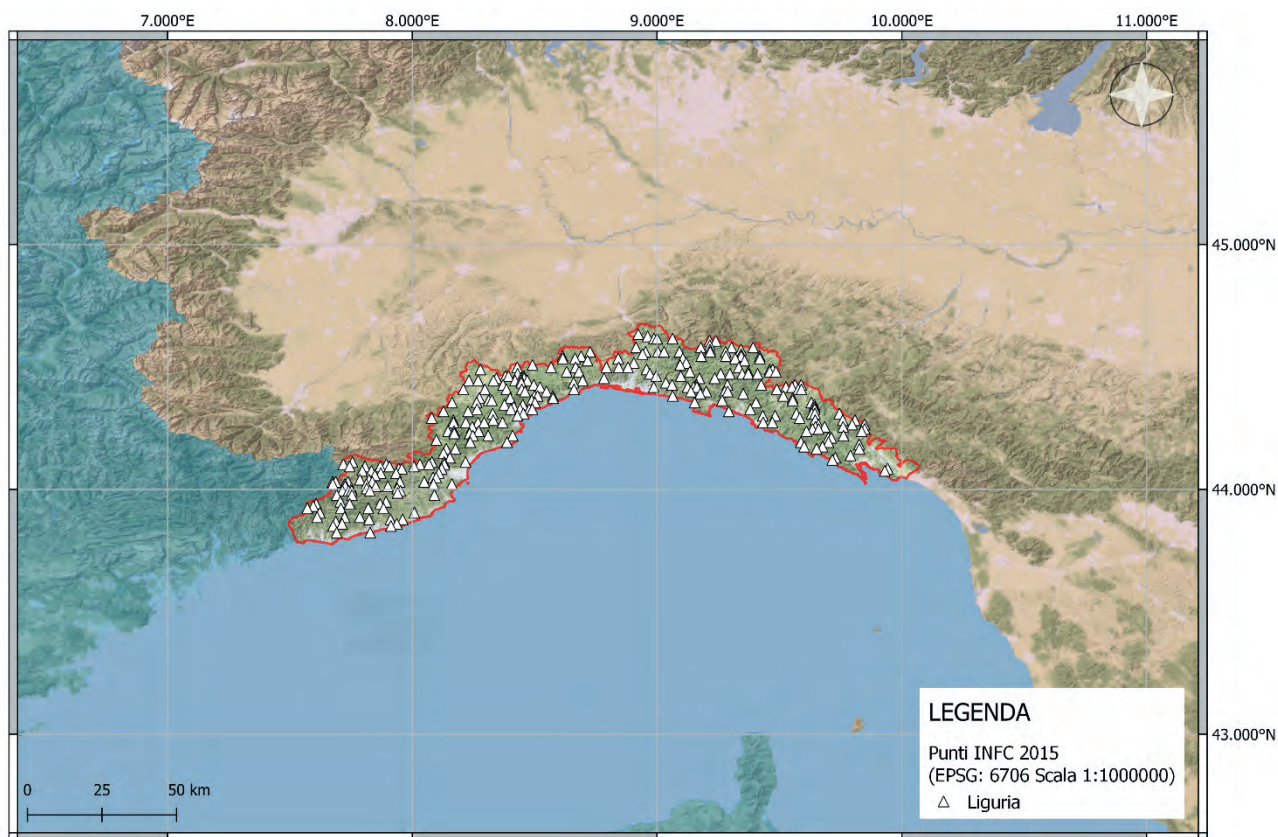 7.000°E 8.000°E 9.000°E 10.000°E 11.000°E
45.000°N
44.000°N
43.000°N
LEGENDA
Punti INFC 2015
(EPSG: 6706 Scala 1:1000000)
Liguria
0 25 50 km